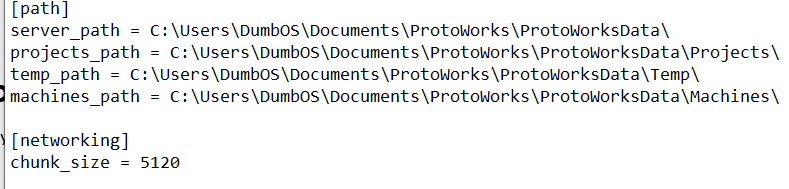 [path]
server_path = C:\Users\DumbOS\Documents\ProtoWorks\ProtoWorksData\
projects_path = C:\Users\DumbOS\Documents\ProtoWorks\ProtoWorksData\Projects\
temp_path = C:\Users\DumbOS\Documents\ProtoWorks\ProtoWorksData\Temp\
machines_path = C:\Users\DumbOS\Documents\ProtoWorks\ProtoWorksData\Machines\
[networking]
chunk_size = 5120